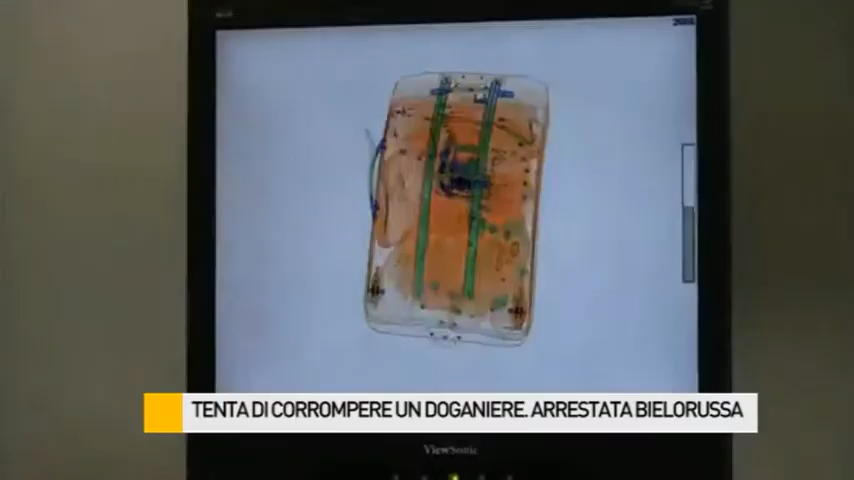 TENTA DI CORROMPERE UN DOGANIERE. ARRESTATA BIELORUSSA
ViewSonic